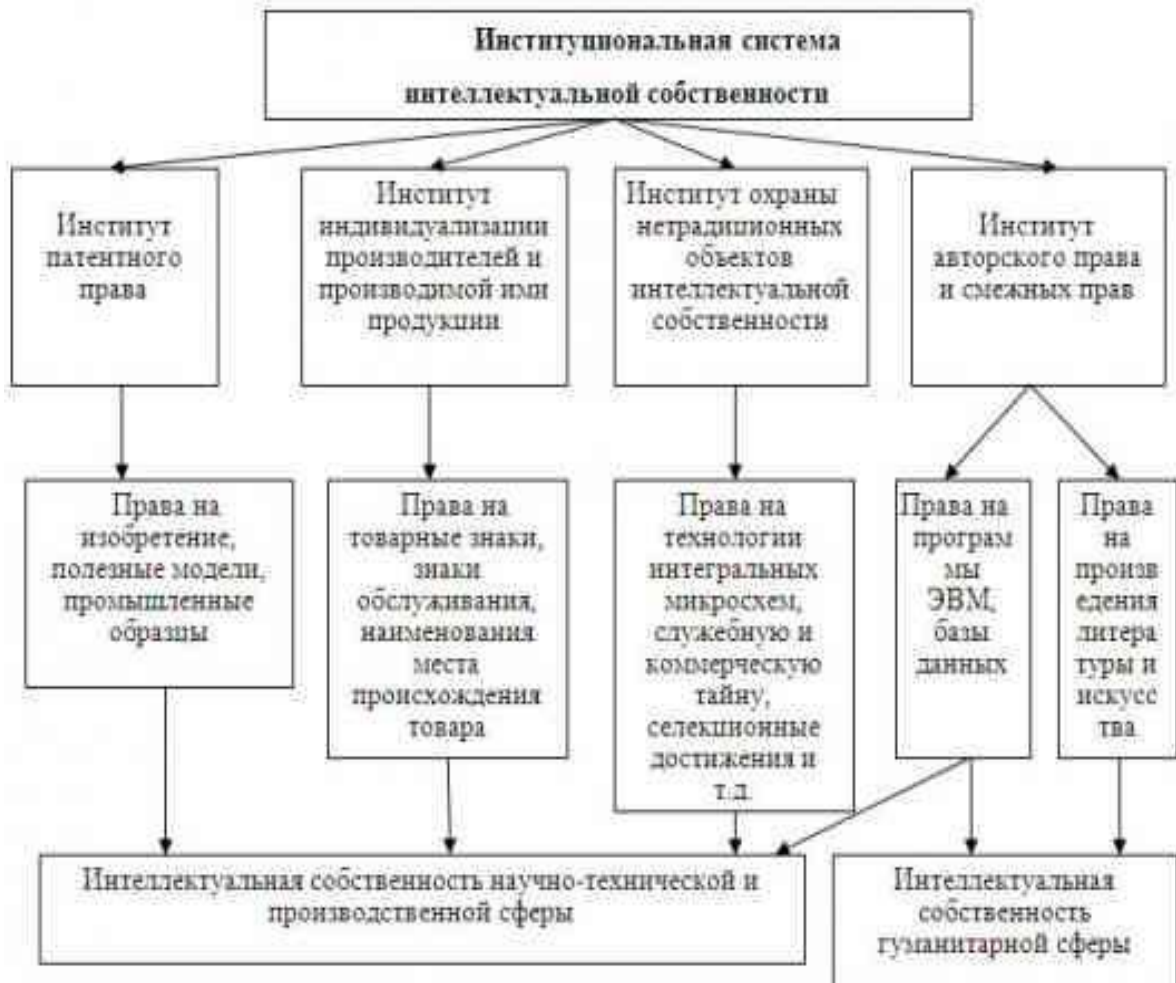 Институциональная система
интеллектуальной собственности
Институт
патентного
права
Институт
индивидуализации
производителей и
производимой ими
продукции
Институт охраны
нетрадиционных
объектов
интеллектуальной
собственности
Институт
авторского права
и смежных прав
Права на
изобретение,
полезные модели,
промышленные
образцы
Права на
товарные знаки,
знаки
обслуживания,
наименования
места
происхождения
товара
Права на
технологии
интегральных
микросхем,
служебную и
коммерческую
тайну,
селекционные
достижения и
т.д.
Права на
програм
мы
ЭВМ,
базы
данных
Права
на
произв
едения
литера
туры и
искусс
тва
Интеллектуальная собственность научно-технической и
производственной сферы
Интеллектуальная
собственность
гуманитарной сферы